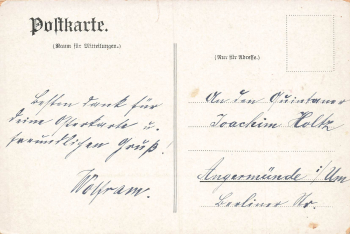 Postkarte.
(Raum für Mitteilungen.)
(Nur für Adresse.)
Besten dank für
deine Osterkarte u.
freundlichen Gruß!
Wolfram.
An den Quintaner
Joachim Holtz
Angermünde i/Um
Berliner Str.